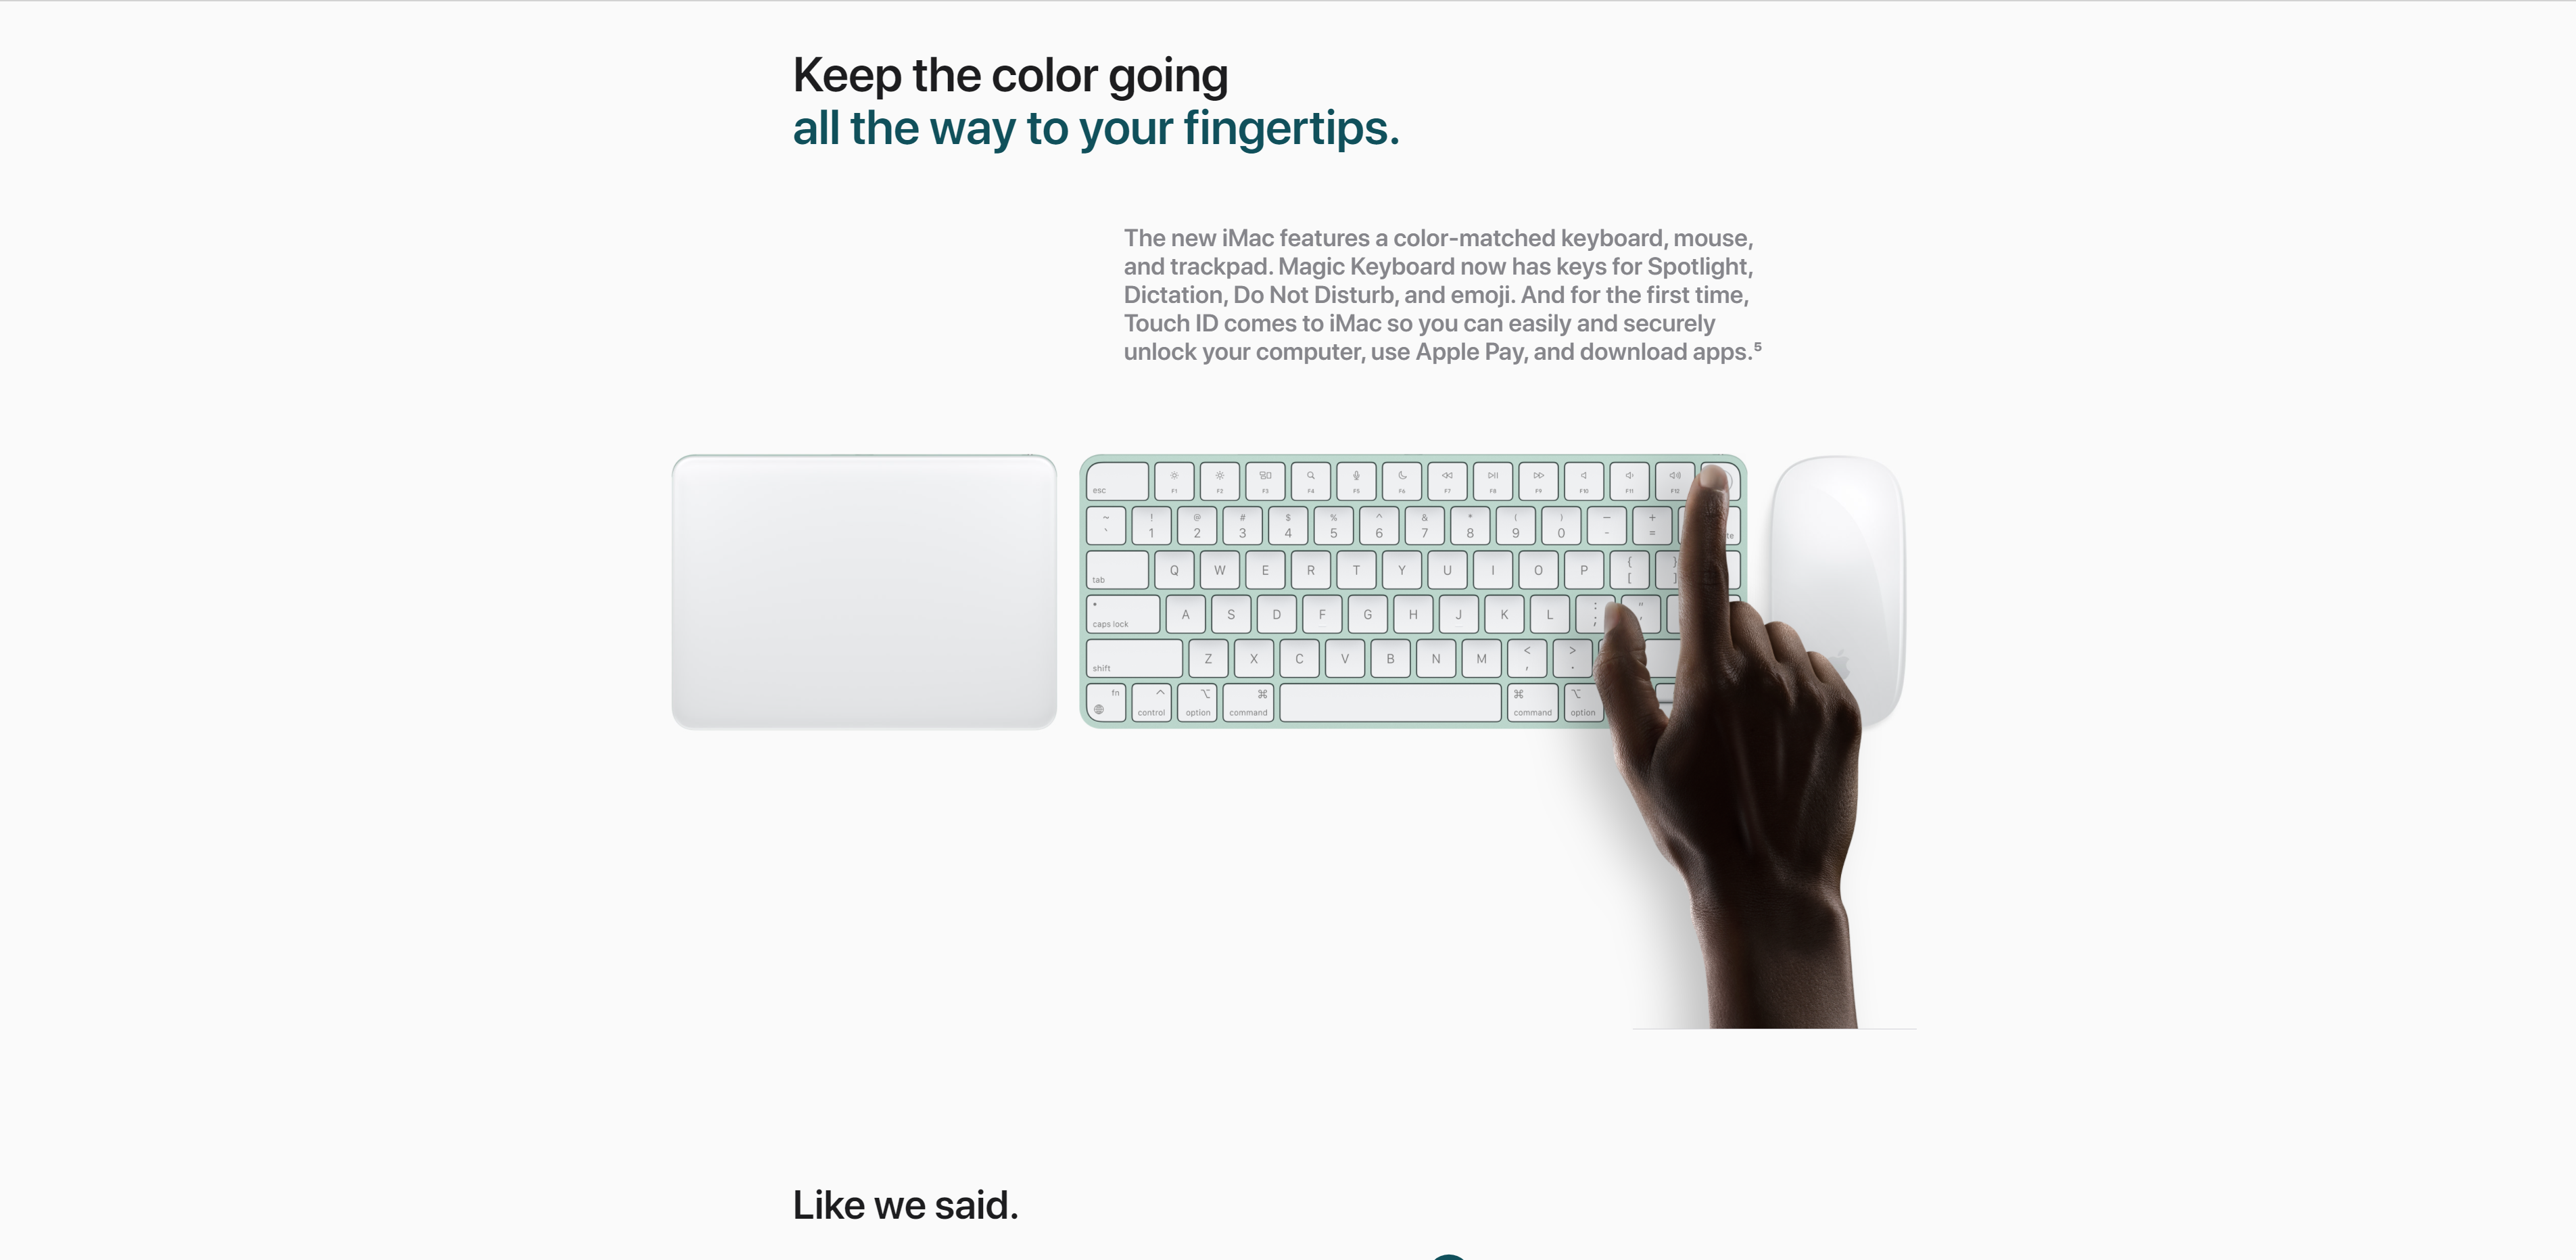 Keep the color going
all the way to your fingertips.
The new iMac features a color-matched keyboard, mouse,
and trackpad. Magic Keyboard now has keys for Spotlight,
Dictation, Do Not Disturb, and emoji. And for the first time,
Touch ID comes to iMac so you can easily and securely
unlock your computer, use Apple Pay, and download apps.⁵
esc F1 F2 F3 F4 F5 F6 F7 F8 F9 F10 F11 F12
~ ! @ # $ % ^ & * ( ) — +
` 1 2 3 4 5 6 7 8 9 0 - =
tab Q W E R T Y U I O P { [ } ]
caps lock A S D F G H J K L : ; " '
shift Z X C V B N M < , > .
fn control option command command option
Like we said.